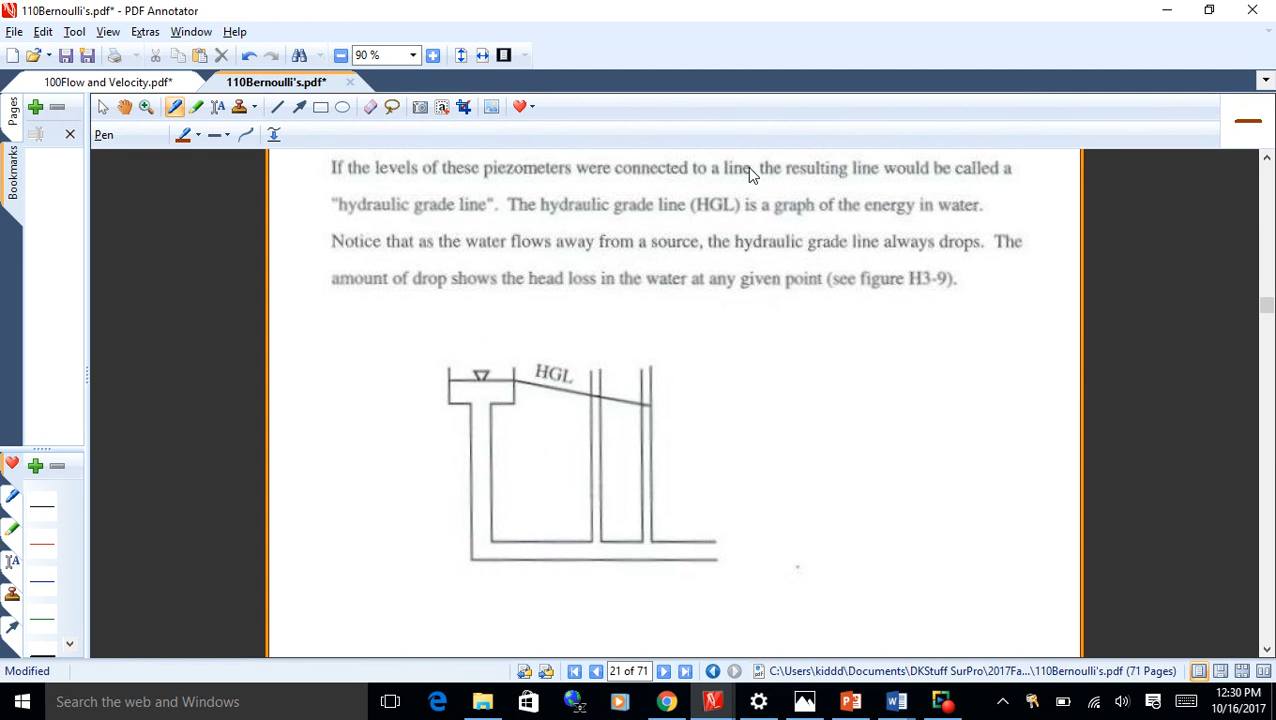 110Bernoulli's.pdf* - PDF Annotator
File Edit Tool View Extras Window Help
90 %
100Flow and Velocity.pdf* 110Bernoulli's.pdf*
Pen
Pages
Bookmarks
If the levels of these piezometers were connected to a line, the resulting line would be called a
"hydraulic grade line". The hydraulic grade line (HGL) is a graph of the energy in water.
Notice that as the water flows away from a source, the hydraulic grade line always drops. The
amount of drop shows the head loss in the water at any given point (see figure H3-9).
HGL
Modified 21 of 71 C:\Users\kiddd\Documents\DKStuff SurPro\2017Fa...\110Bernoulli's.pdf (71 Pages)
Search the web and Windows
12:30 PM
10/16/2017